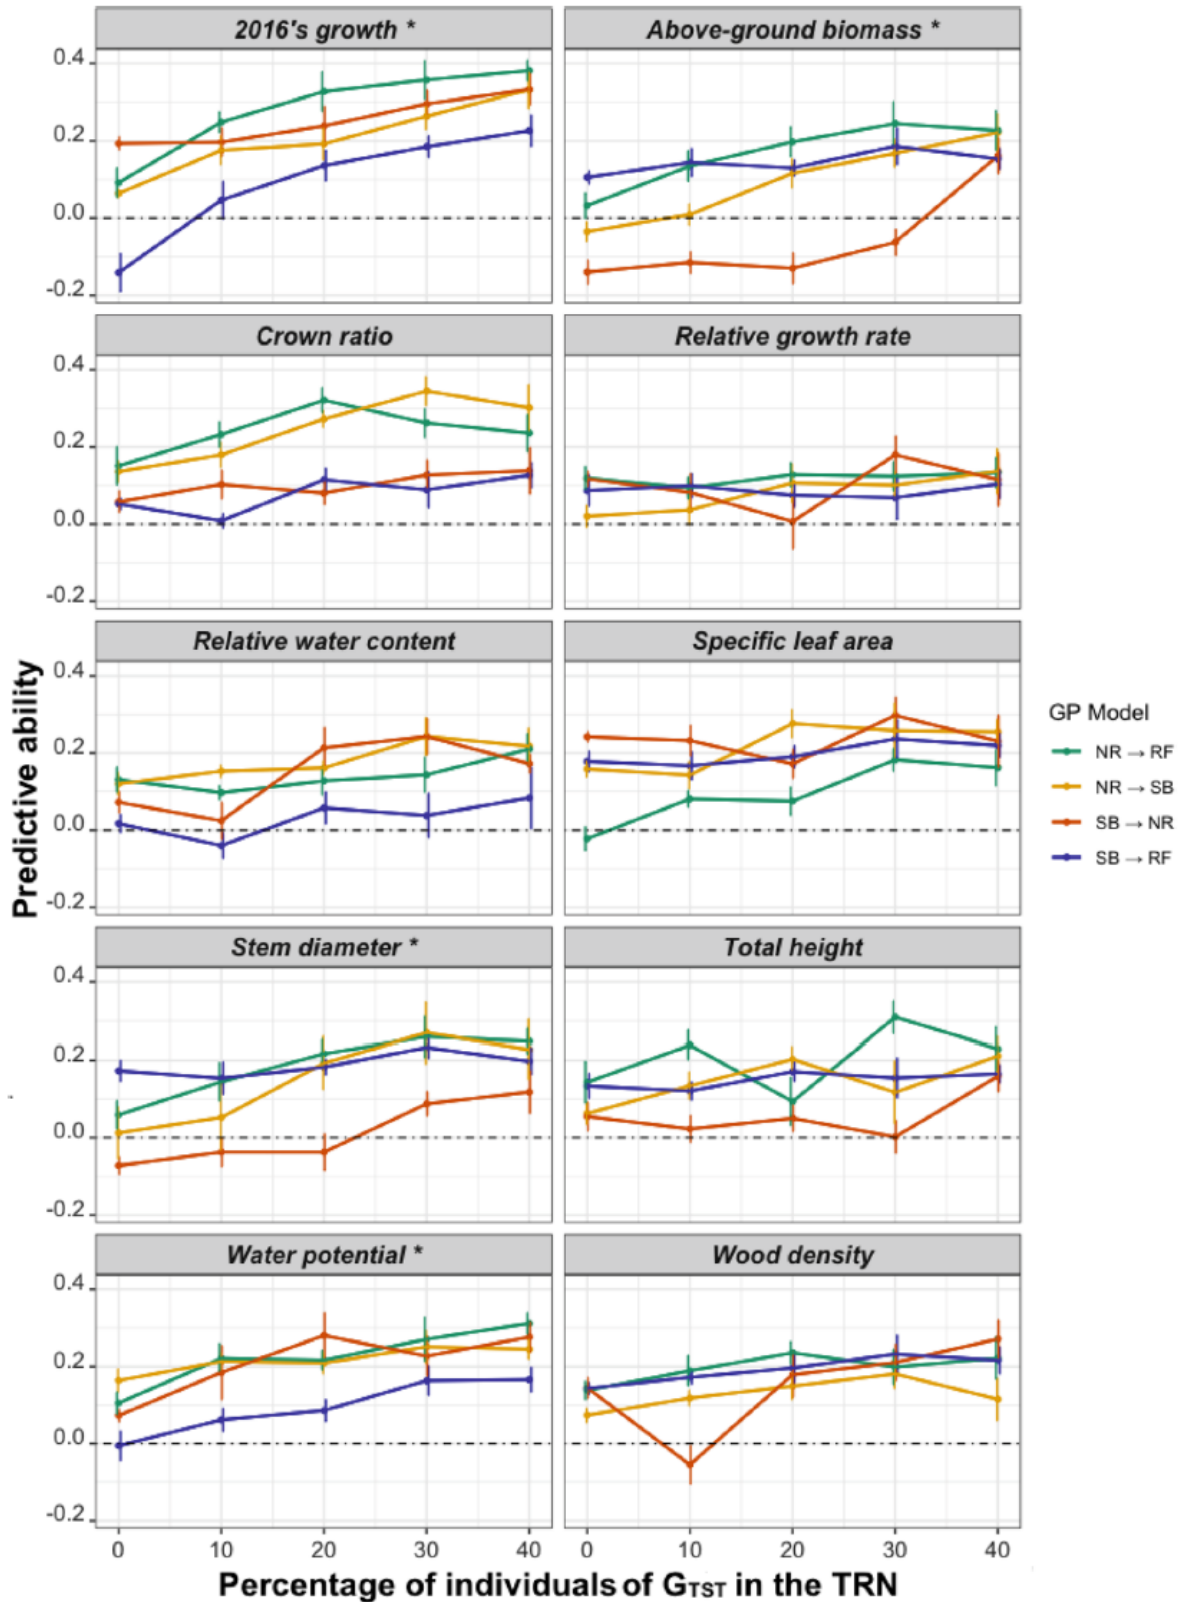 2016's growth *
Above-ground biomass *
0.4
0.2
0.0
-0.2
Crown ratio
Relative growth rate
0.4
0.2
0.0
-0.2
Relative water content
Specific leaf area
0.4
0.2
0.0
-0.2
Predictive ability
GP Model
NR → RF
NR → SB
SB → NR
SB → RF
Stem diameter *
Total height
0.4
0.2
0.0
-0.2
Water potential *
Wood density
0.4
0.2
0.0
-0.2
0 10 20 30 40 0 10 20 30 40
Percentage of individuals of GTST in the TRN